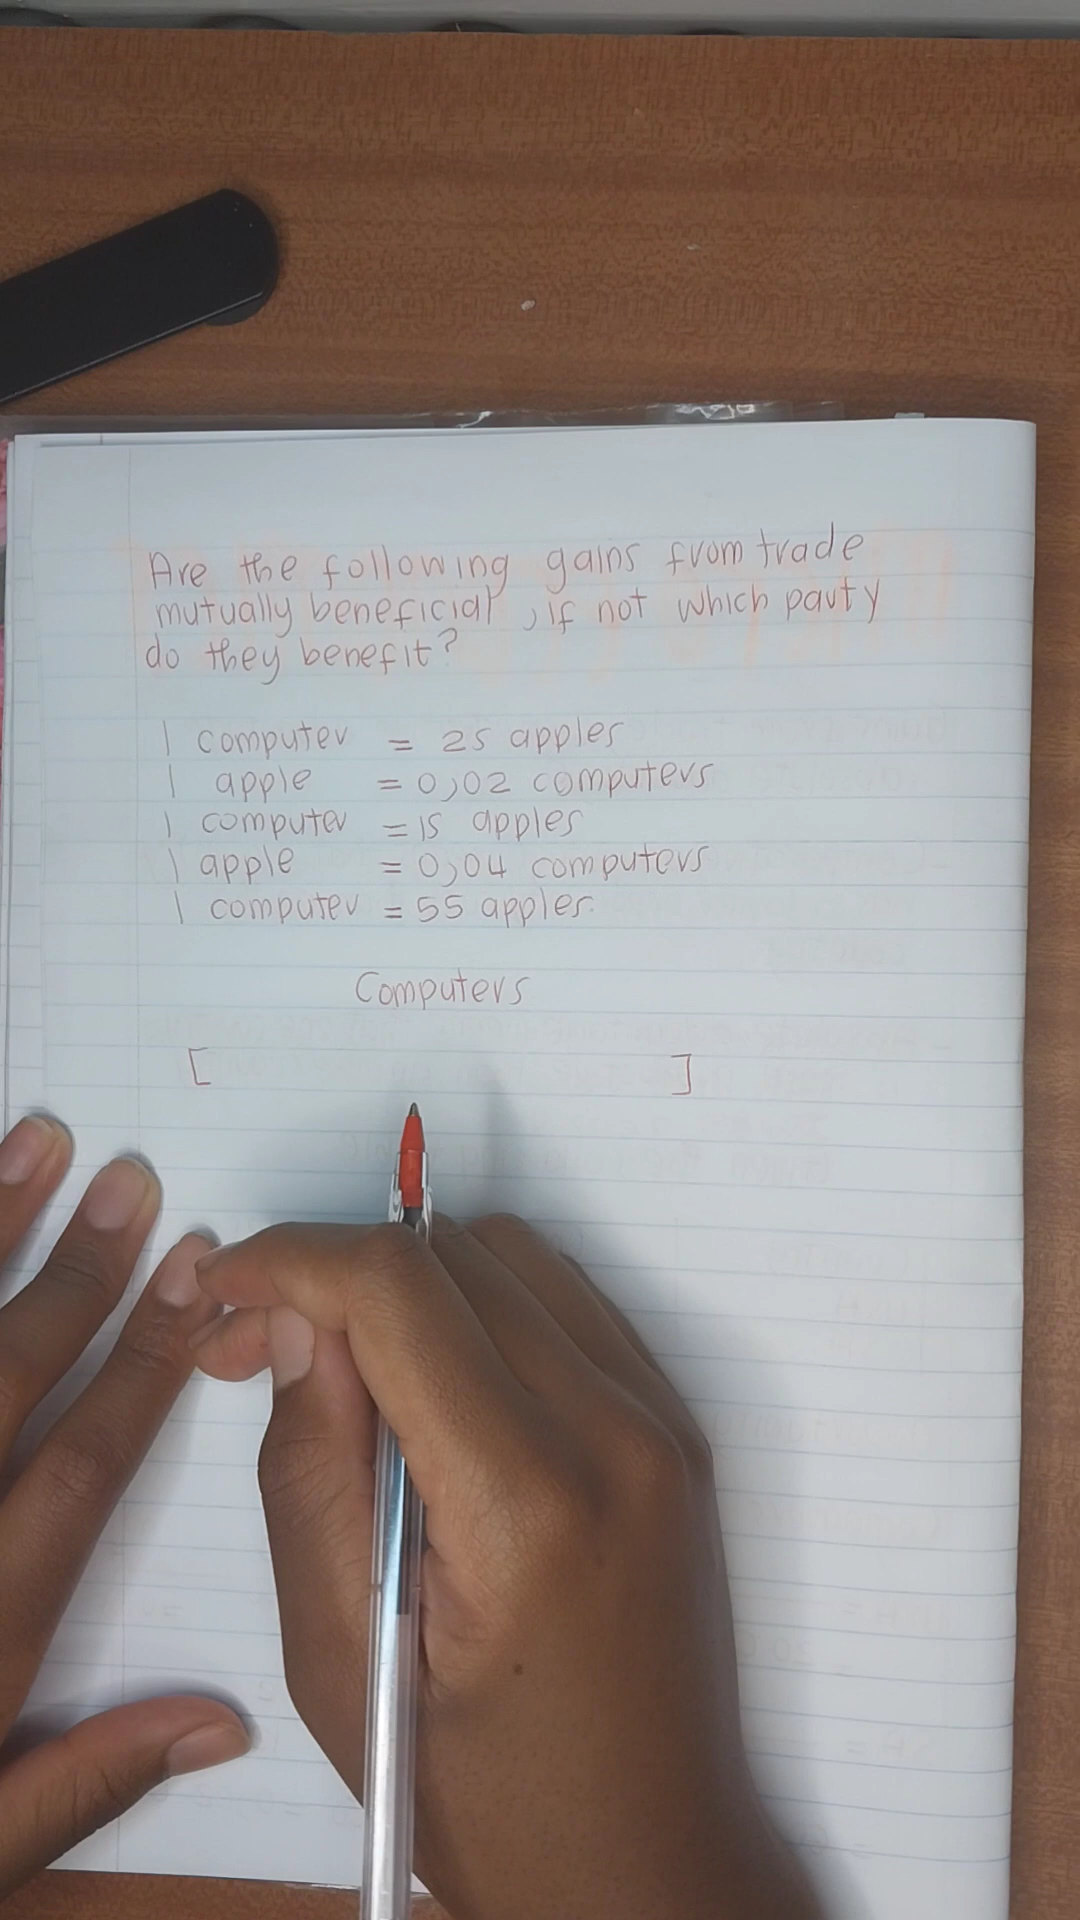 Are the following gains from trade
mutually beneficial, if not which party
do they benefit?
1 computer = 25 apples
1 apple = 0,02 computers
1 computer = 15 apples
1 apple = 0,04 computers
1 computer = 55 apples.
Computers
[ ]